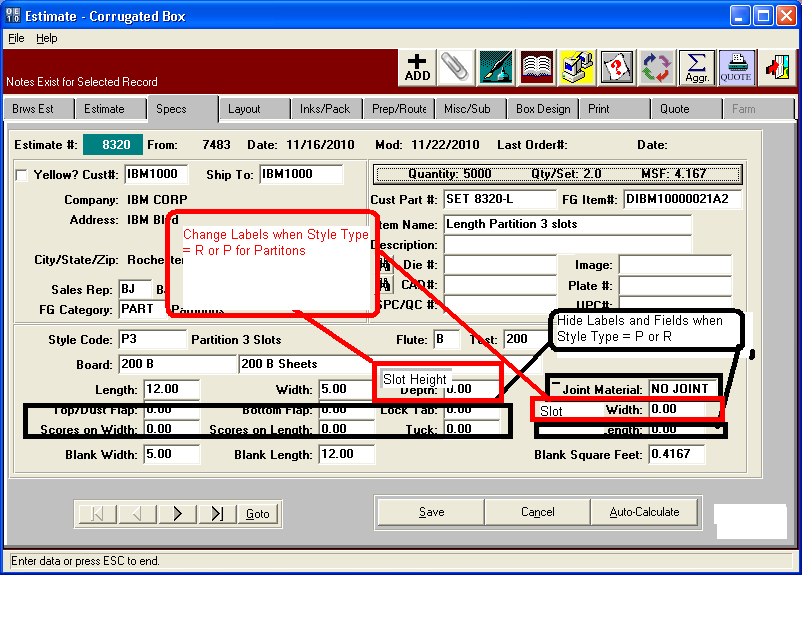 Estimate - Corrugated Box
File Help
Notes Exist for Selected Record
ADD
Aggr.
QUOTE
Brws Est Estimate Specs Layout Inks/Pack Prep/Route Misc/Sub Box Design Print Quote Farm
Estimate #: 8320 From: 7483 Date: 11/16/2010 Mod: 11/22/2010 Last Order#: Date:
Yellow? Cust#: IBM1000 Ship To: IBM1000
Quantity: 5000 Qty/Set: 2.0 MSF: 4.167
Company: IBM CORP
Cust Part #: SET 8320-L FG Item#: DIBM10000021A2
Address: IBM Blvd
Item Name: Length Partition 3 slots
Change Labels when Style Type
= R or P for Partitons
Description:
City/State/Zip: Rochester
Die #: Image:
CAD#: Plate #:
Sales Rep: BJ
SPC/QC #: UPC#:
FG Category: PART Partitions
Hide Labels and Fields when
Style Type = P or R
Style Code: P3 Partition 3 Slots Flute: B Test: 200
Board: 200 B 200 B Sheets
Slot Height
Length: 12.00 Width: 5.00 Depth: 0.00 Joint Material: NO JOINT
Top/Dust Flap: 0.00 Bottom Flap: 0.00 Lock Tab: 0.00 Slot Width: 0.00
Scores on Width: 0.00 Scores on Length: 0.00 Tuck: 0.00 Length: 0.00
Blank Width: 5.00 Blank Length: 12.00 Blank Square Feet: 0.4167
Goto Save Cancel Auto-Calculate
Enter data or press ESC to end.